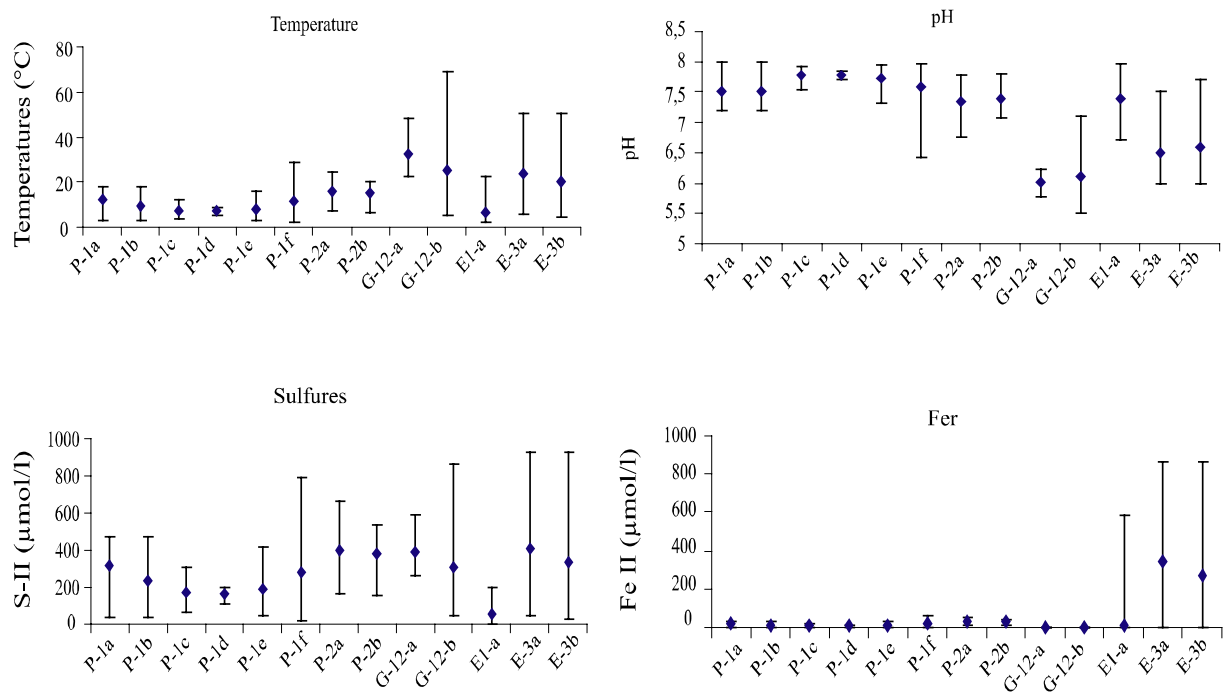 Temperature
Temperatures (°C)
80
60
40
20
0
P-1a P-1b P-1c P-1d P-1e P-1f P-2a P-2b G-12-a G-12-b E1-a E-3a E-3b
pH
pH
8,5
8
7,5
7
6,5
6
5,5
5
P-1a P-1b P-1c P-1d P-1e P-1f P-2a P-2b G-12-a G-12-b E1-a E-3a E-3b
Sulfures
S-II (µmol/l)
1000
800
600
400
200
0
P-1a P-1b P-1c P-1d P-1e P-1f P-2a P-2b G-12-a G-12-b E1-a E-3a E-3b
Fer
Fe II (µmol/l)
1000
800
600
400
200
0
P-1a P-1b P-1c P-1d P-1e P-1f P-2a P-2b G-12-a G-12-b E1-a E-3a E-3b